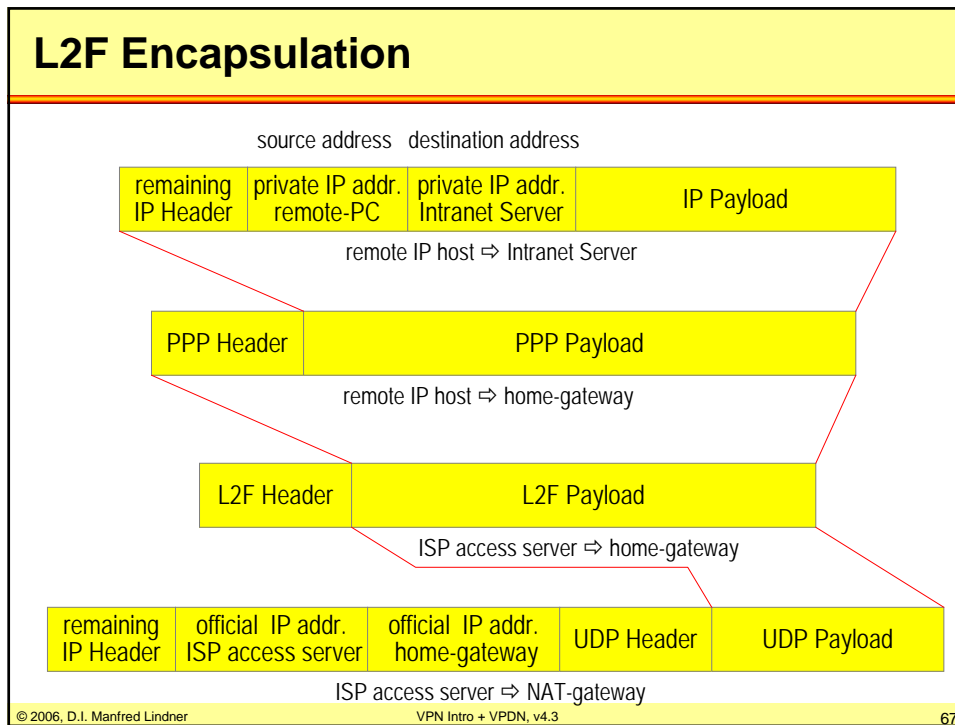 L2F Encapsulation
source address destination address
remaining IP Header
private IP addr. remote-PC
private IP addr. Intranet Server
IP Payload
remote IP host ⇨ Intranet Server
PPP Header
PPP Payload
remote IP host ⇨ home-gateway
L2F Header
L2F Payload
ISP access server ⇨ home-gateway
remaining IP Header
official IP addr. ISP access server
official IP addr. home-gateway
UDP Header
UDP Payload
ISP access server ⇨ NAT-gateway
© 2006, D.I. Manfred Lindner
VPN Intro + VPDN, v4.3
67